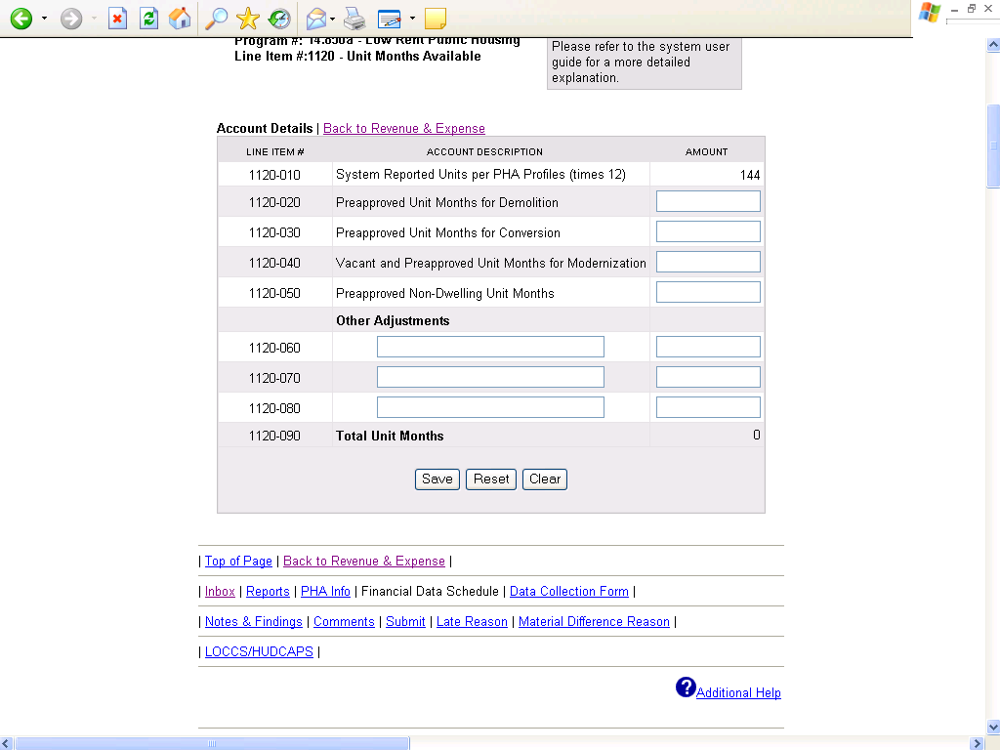 Program #: 14.850a - Low Rent Public Housing
Line Item #:1120 - Unit Months Available
Please refer to the system user
guide for a more detailed
explanation.
Account Details | Back to Revenue & Expense
LINE ITEM # ACCOUNT DESCRIPTION AMOUNT
1120-010 System Reported Units per PHA Profiles (times 12) 144
1120-020 Preapproved Unit Months for Demolition
1120-030 Preapproved Unit Months for Conversion
1120-040 Vacant and Preapproved Unit Months for Modernization
1120-050 Preapproved Non-Dwelling Unit Months
Other Adjustments
1120-060
1120-070
1120-080
1120-090 Total Unit Months 0
Save Reset Clear
| Top of Page | Back to Revenue & Expense |
| Inbox | Reports | PHA Info | Financial Data Schedule | Data Collection Form |
| Notes & Findings | Comments | Submit | Late Reason | Material Difference Reason |
| LOCCS/HUDCAPS |
? Additional Help